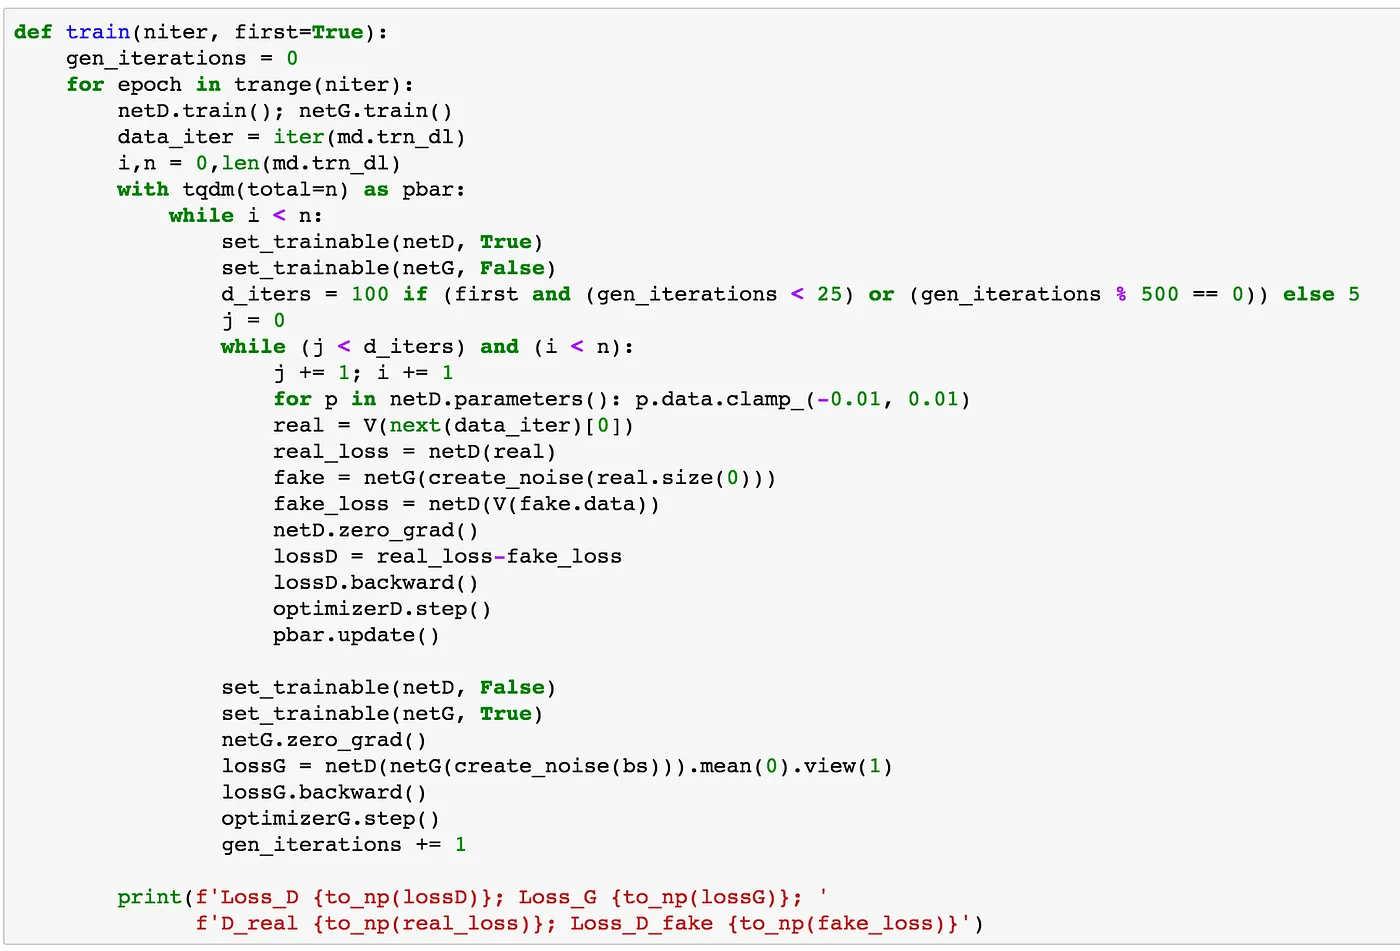 def train(niter, first=True):
    gen_iterations = 0
    for epoch in trange(niter):
        netD.train(); netG.train()
        data_iter = iter(md.trn_dl)
        i,n = 0,len(md.trn_dl)
        with tqdm(total=n) as pbar:
            while i < n:
                set_trainable(netD, True)
                set_trainable(netG, False)
                d_iters = 100 if (first and (gen_iterations < 25) or (gen_iterations % 500 == 0)) else 5
                j = 0
                while (j < d_iters) and (i < n):
                    j += 1; i += 1
                    for p in netD.parameters(): p.data.clamp_(-0.01, 0.01)
                    real = V(next(data_iter)[0])
                    real_loss = netD(real)
                    fake = netG(create_noise(real.size(0)))
                    fake_loss = netD(V(fake.data))
                    netD.zero_grad()
                    lossD = real_loss-fake_loss
                    lossD.backward()
                    optimizerD.step()
                    pbar.update()

                set_trainable(netD, False)
                set_trainable(netG, True)
                netG.zero_grad()
                lossG = netD(netG(create_noise(bs))).mean(0).view(1)
                lossG.backward()
                optimizerG.step()
                gen_iterations += 1

        print(f'Loss_D {to_np(lossD)}; Loss_G {to_np(lossG)}; '
              f'D_real {to_np(real_loss)}; Loss_D_fake {to_np(fake_loss)}')